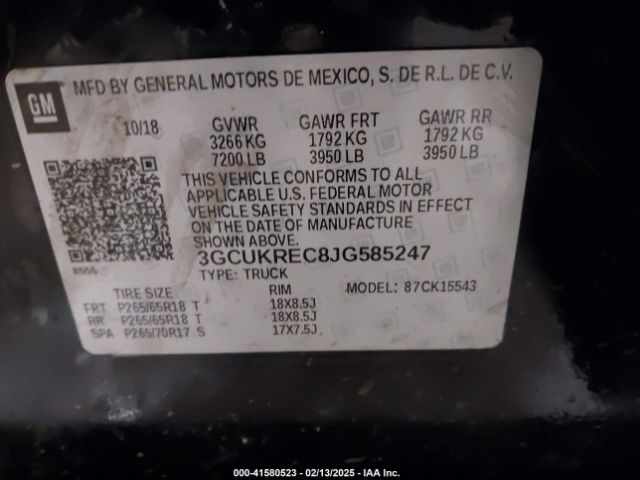 MFD BY GENERAL MOTORS DE MEXICO, S. DE R.L. DE C.V.
GM
10/18 GVWR GAWR FRT GAWR RR
3266 KG 1792 KG 1792 KG
7200 LB 3950 LB 3950 LB
THIS VEHICLE CONFORMS TO ALL
APPLICABLE U.S. FEDERAL MOTOR
VEHICLE SAFETY STANDARDS IN EFFECT
ON THE DATE OF MANUFACTURE
SHOWN ABOVE.
8555
3GCUKREC8JG585247
TYPE: TRUCK MODEL: 87CK15543
TIRE SIZE RIM
FRT P265/65R18 T 18X8.5J
RR P265/65R18 T 18X8.5J
SPA P265/70R17 S 17X7.5J
000-41580523 - 02/13/2025 - IAA Inc.